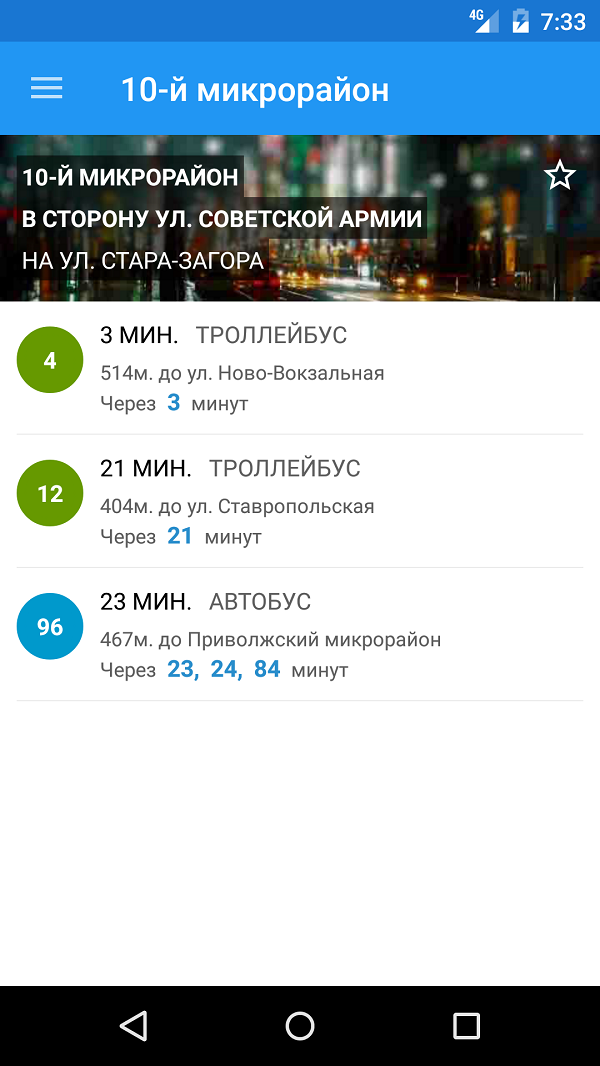 4G 7:33
10-й микрорайон
10-Й МИКРОРАЙОН
В СТОРОНУ УЛ. СОВЕТСКОЙ АРМИИ
НА УЛ. СТАРА-ЗАГОРА
4
3 МИН. ТРОЛЛЕЙБУС
514м. до ул. Ново-Вокзальная
Через 3 минут
12
21 МИН. ТРОЛЛЕЙБУС
404м. до ул. Ставропольская
Через 21 минут
96
23 МИН. АВТОБУС
467м. до Приволжский микрорайон
Через 23, 24, 84 минут